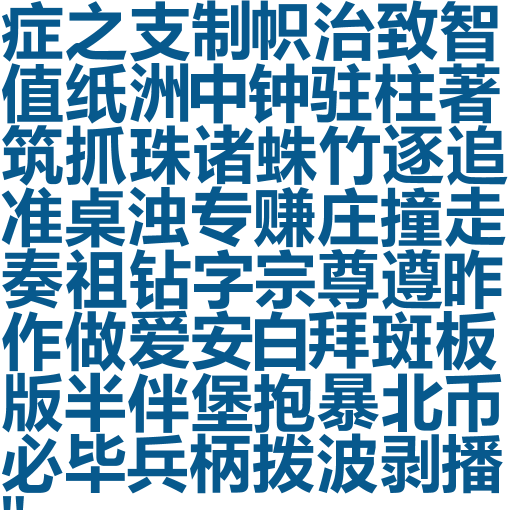 症之支制帜治致智
值纸洲中钟驻柱著
筑抓珠诸蛛竹逐追
准桌浊专赚庄撞走
奏祖钻字宗尊遵昨
作做爱安白拜斑板
版半伴堡抱暴北币
必毕兵柄拨波剥播
"